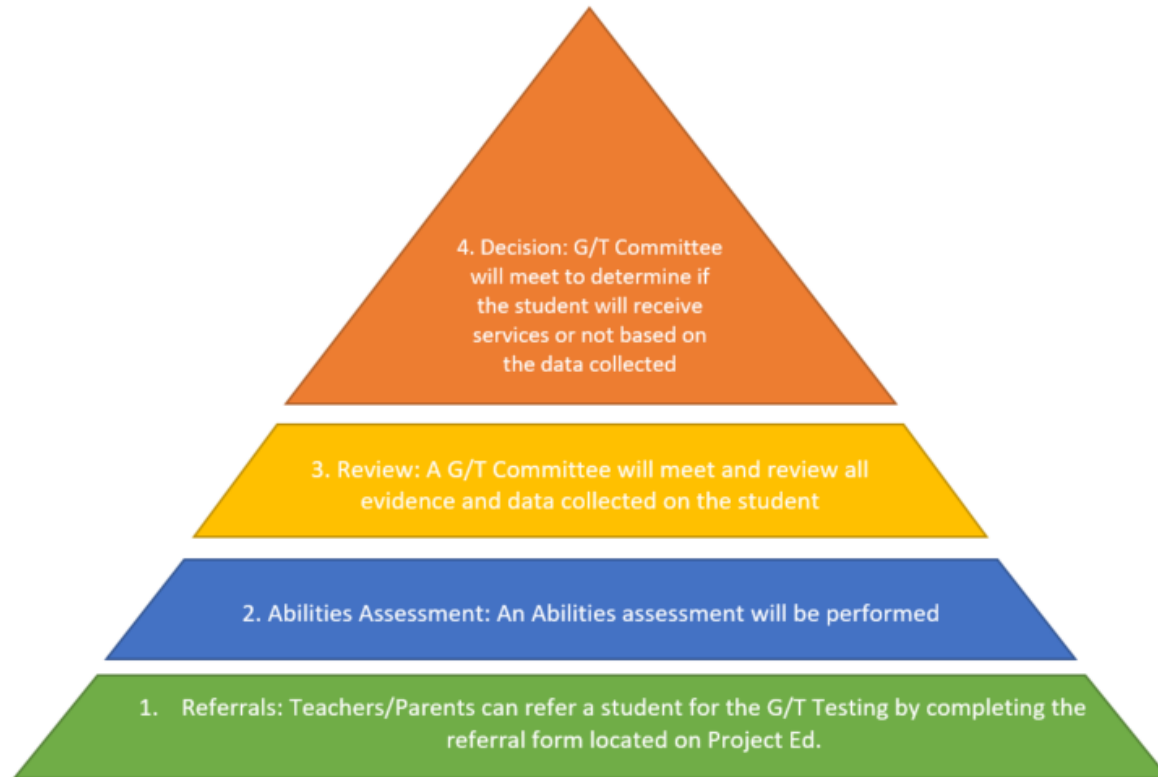 4. Decision: G/T Committee
will meet to determine if
the student will receive
services or not based on
the data collected
3. Review: A G/T Committee will meet and review all
evidence and data collected on the student
2. Abilities Assessment: An Abilities assessment will be performed
1. Referrals: Teachers/Parents can refer a student for the G/T Testing by completing the
referral form located on Project Ed.